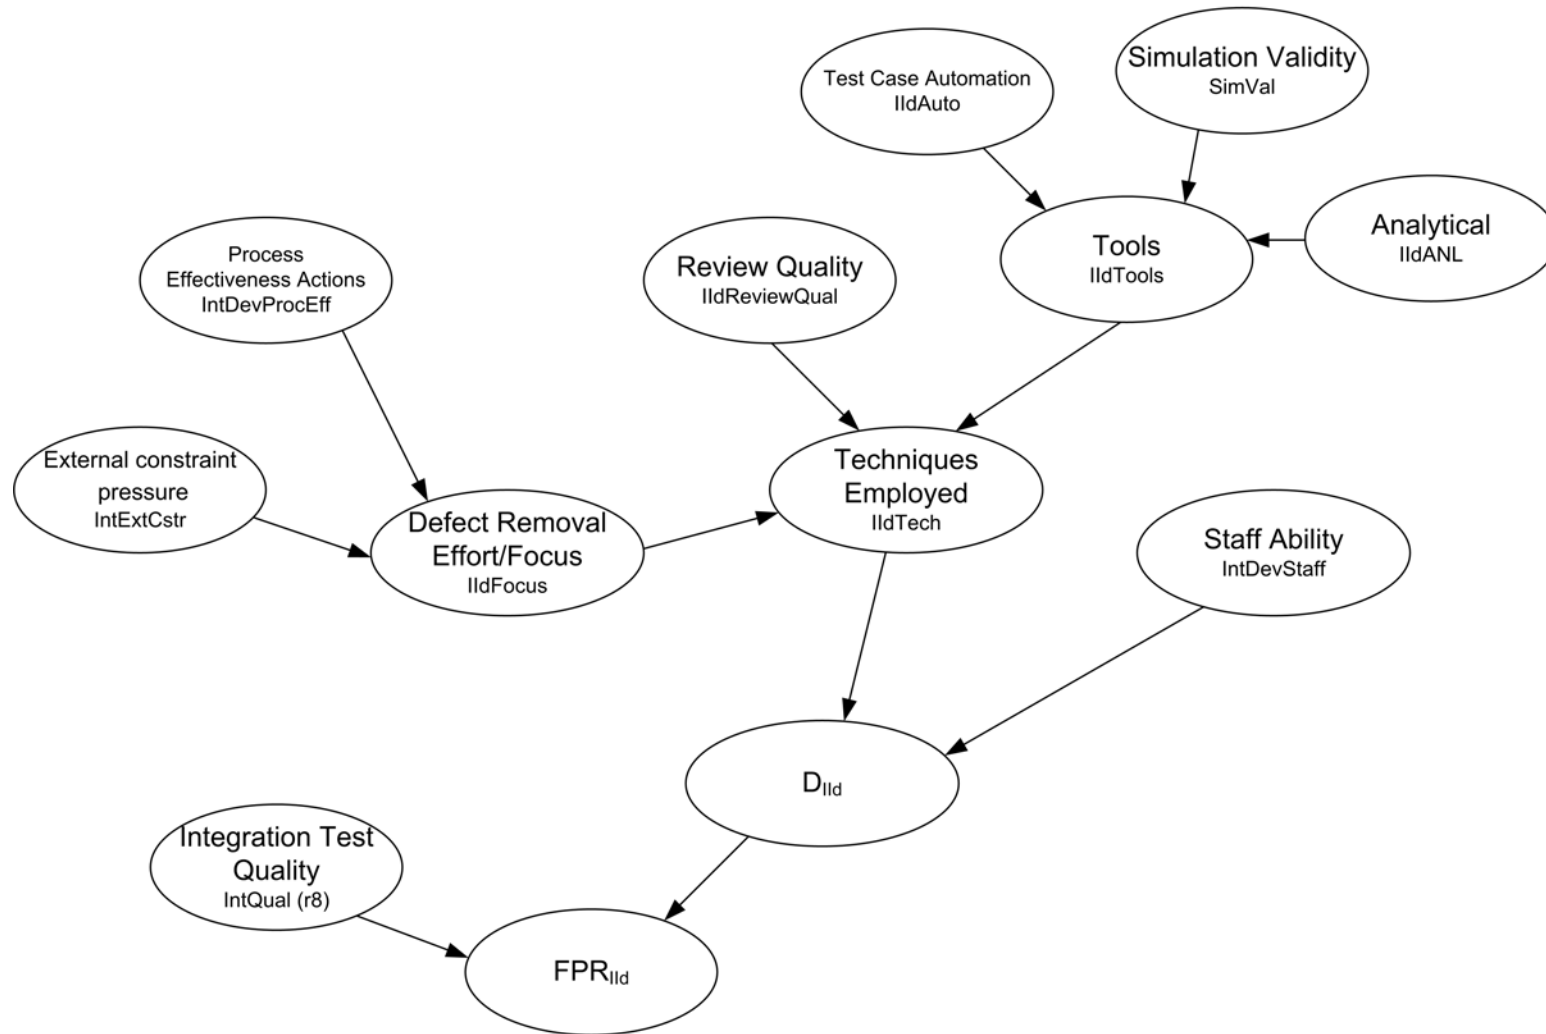 Test Case Automation
IIdAuto
Simulation Validity
SimVal
Process
Effectiveness Actions
IntDevProcEff
Review Quality
IIdReviewQual
Tools
IIdTools
Analytical
IIdANL
External constraint
pressure
IntExtCstr
Defect Removal
Effort/Focus
IIdFocus
Techniques
Employed
IIdTech
Staff Ability
IntDevStaff
DIId
Integration Test
Quality
IntQual (r8)
FPRIId